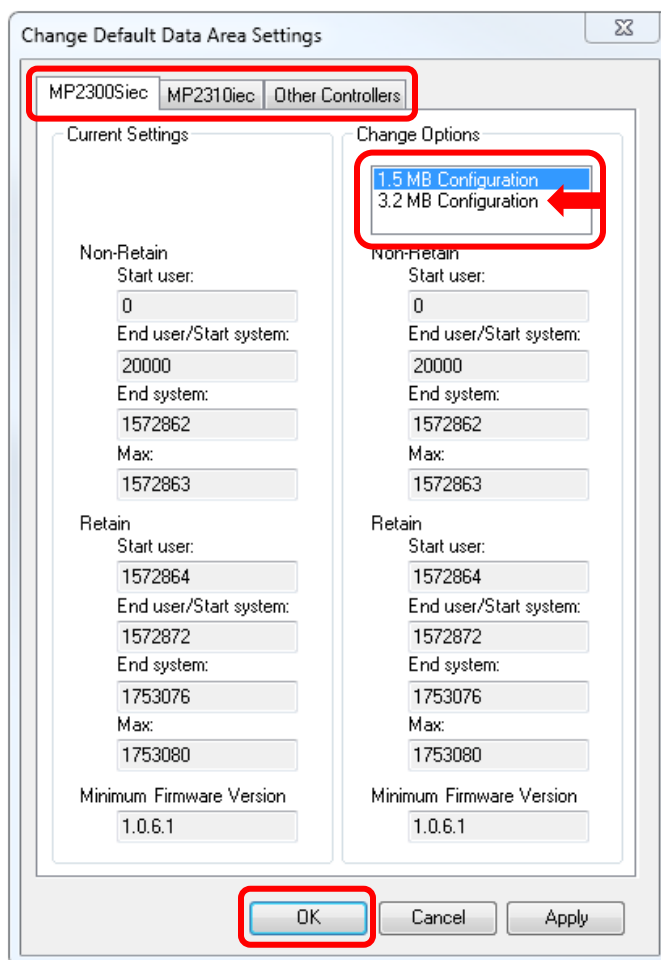 Change Default Data Area Settings
MP2300Siec MP2310iec Other Controllers
Current Settings
Non-Retain
Start user:
0
End user/Start system:
20000
End system:
1572862
Max:
1572863
Retain
Start user:
1572864
End user/Start system:
1572872
End system:
1753076
Max:
1753080
Minimum Firmware Version
1.0.6.1
Change Options
1.5 MB Configuration
3.2 MB Configuration
Non-Retain
Start user:
0
End user/Start system:
20000
End system:
1572862
Max:
1572863
Retain
Start user:
1572864
End user/Start system:
1572872
End system:
1753076
Max:
1753080
Minimum Firmware Version
1.0.6.1
OK Cancel Apply